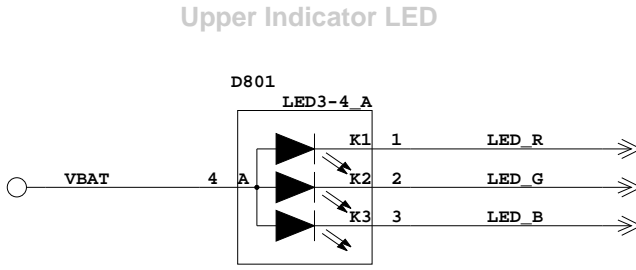 Upper Indicator LED
D801
LED3-4_A
K1 1 LED_R
VBAT 4 A K2 2 LED_G
K3 3 LED_B